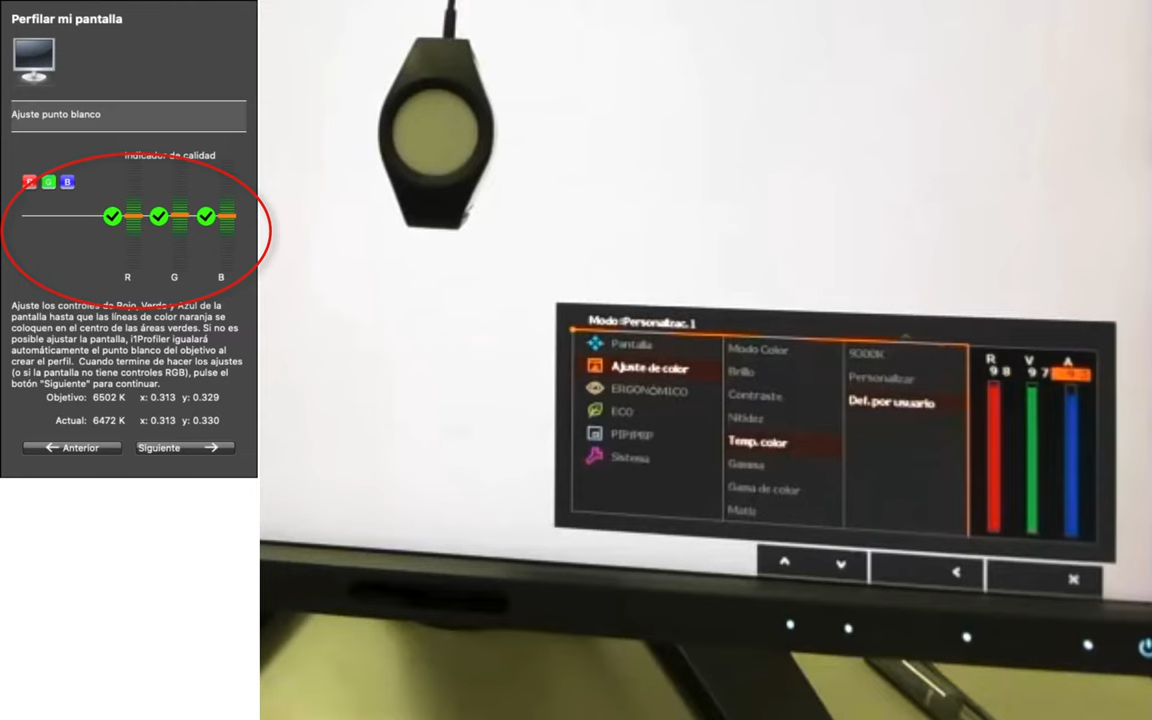 Perfilar mi pantalla
Ajuste punto blanco
Indicador de calidad
R G B
R G B
Ajuste los controles de Rojo, Verde y Azul de la
pantalla hasta que las líneas de color naranja se
coloquen en el centro de las áreas verdes. Si no es
posible ajustar la pantalla, i1Profiler igualará
automáticamente el punto blanco del objetivo al
crear el perfil. Cuando termine de hacer los ajustes
(o si la pantalla no tiene controles RGB), pulse el
botón "Siguiente" para continuar.
Objetivo: 6502 K x: 0.313 y: 0.329
Actual: 6472 K x: 0.313 y: 0.330
Anterior
Siguiente
Modo :Personalizac. 1
Pantalla
Ajuste de color
ERGONÓMICO
ECO
PIP/PBP
Sistema
Modo Color
Brillo
Contraste
Nitidez
Temp. color
Gamma
Gama de color
Matiz
9300K
Personalizar
Def. por usuario
R V A
98 97